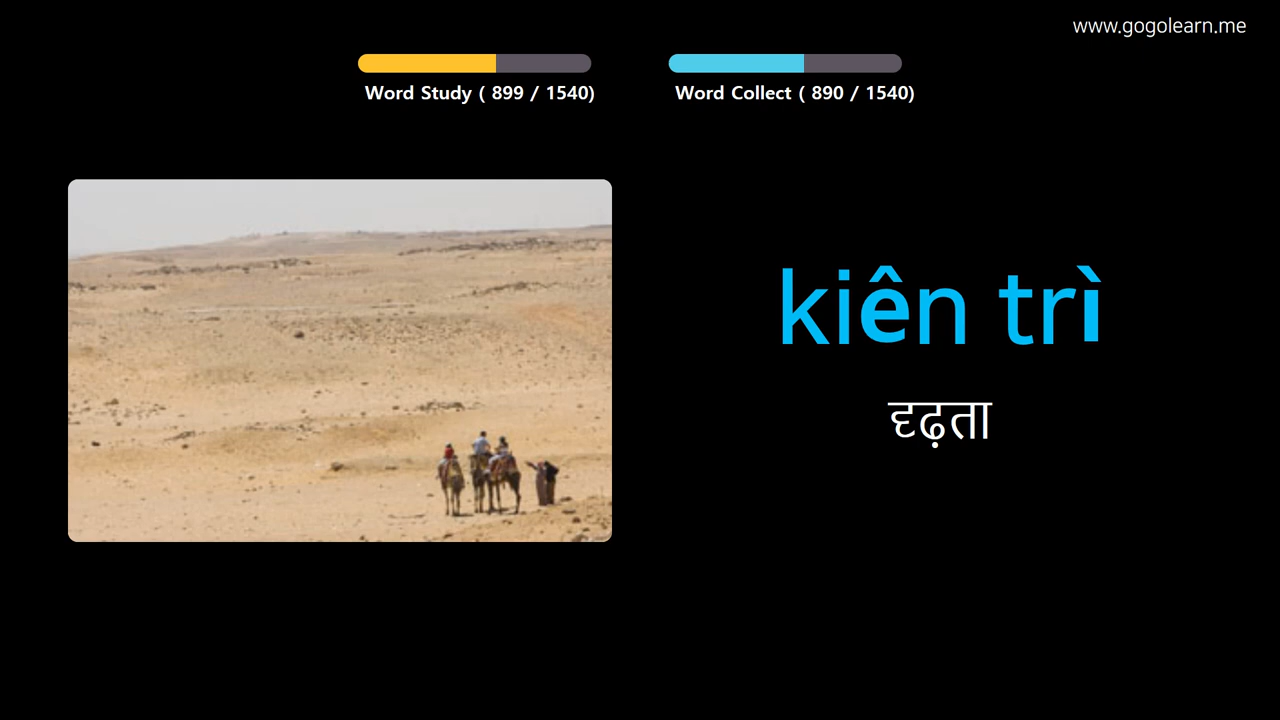 www.gogolearn.me
Word Study ( 899 / 1540)
Word Collect ( 890 / 1540)
kiên trì
दृढ़ता